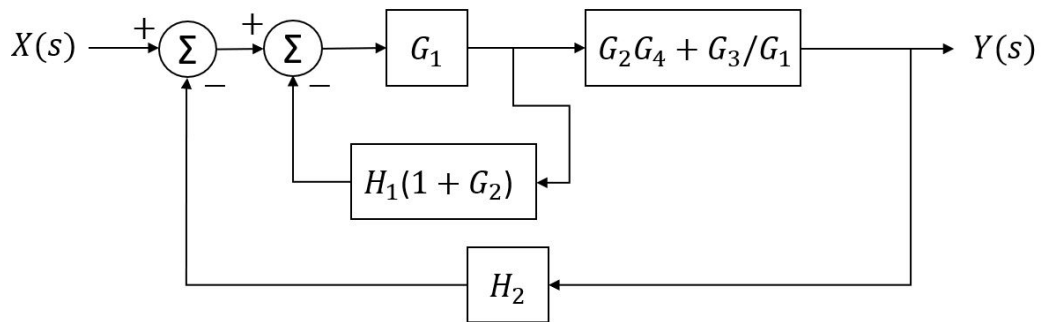 X(s) + Σ − + Σ − G₁ G₂G₄ + G₃/G₁ Y(s)
H₁(1 + G₂)
H₂